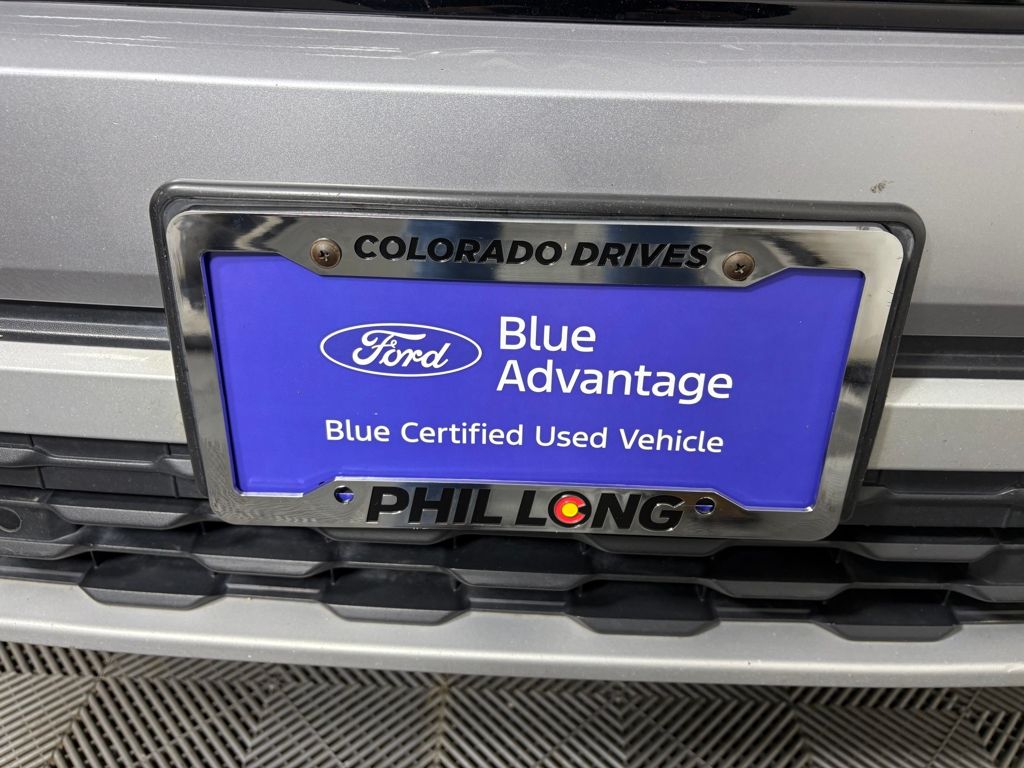 COLORADO DRIVES
Ford
Blue
Advantage
Blue Certified Used Vehicle
PHIL LONG